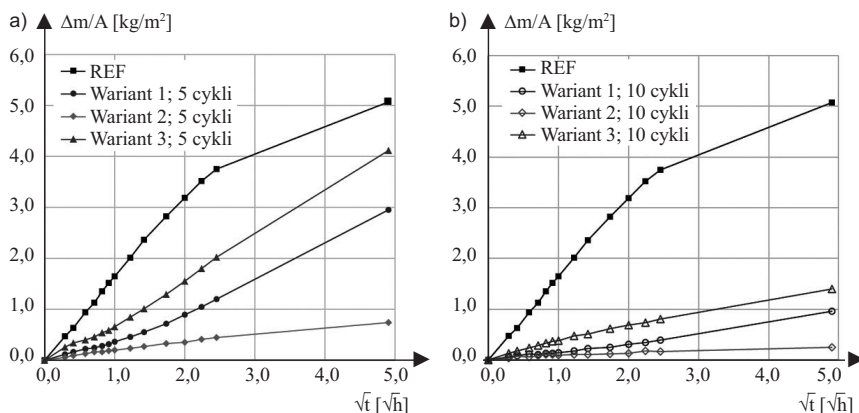 a) Δm/A [kg/m²]
6,0
5,0
4,0
3,0
2,0
1,0
0,0
REF
Wariant 1; 5 cykli
Wariant 2; 5 cykli
Wariant 3; 5 cykli
0,0 1,0 2,0 3,0 4,0 5,0
√t [√h]
b) Δm/A [kg/m²]
6,0
5,0
4,0
3,0
2,0
1,0
0,0
REF
Wariant 1; 10 cykli
Wariant 2; 10 cykli
Wariant 3; 10 cykli
0,0 1,0 2,0 3,0 4,0 5,0
√t [√h]